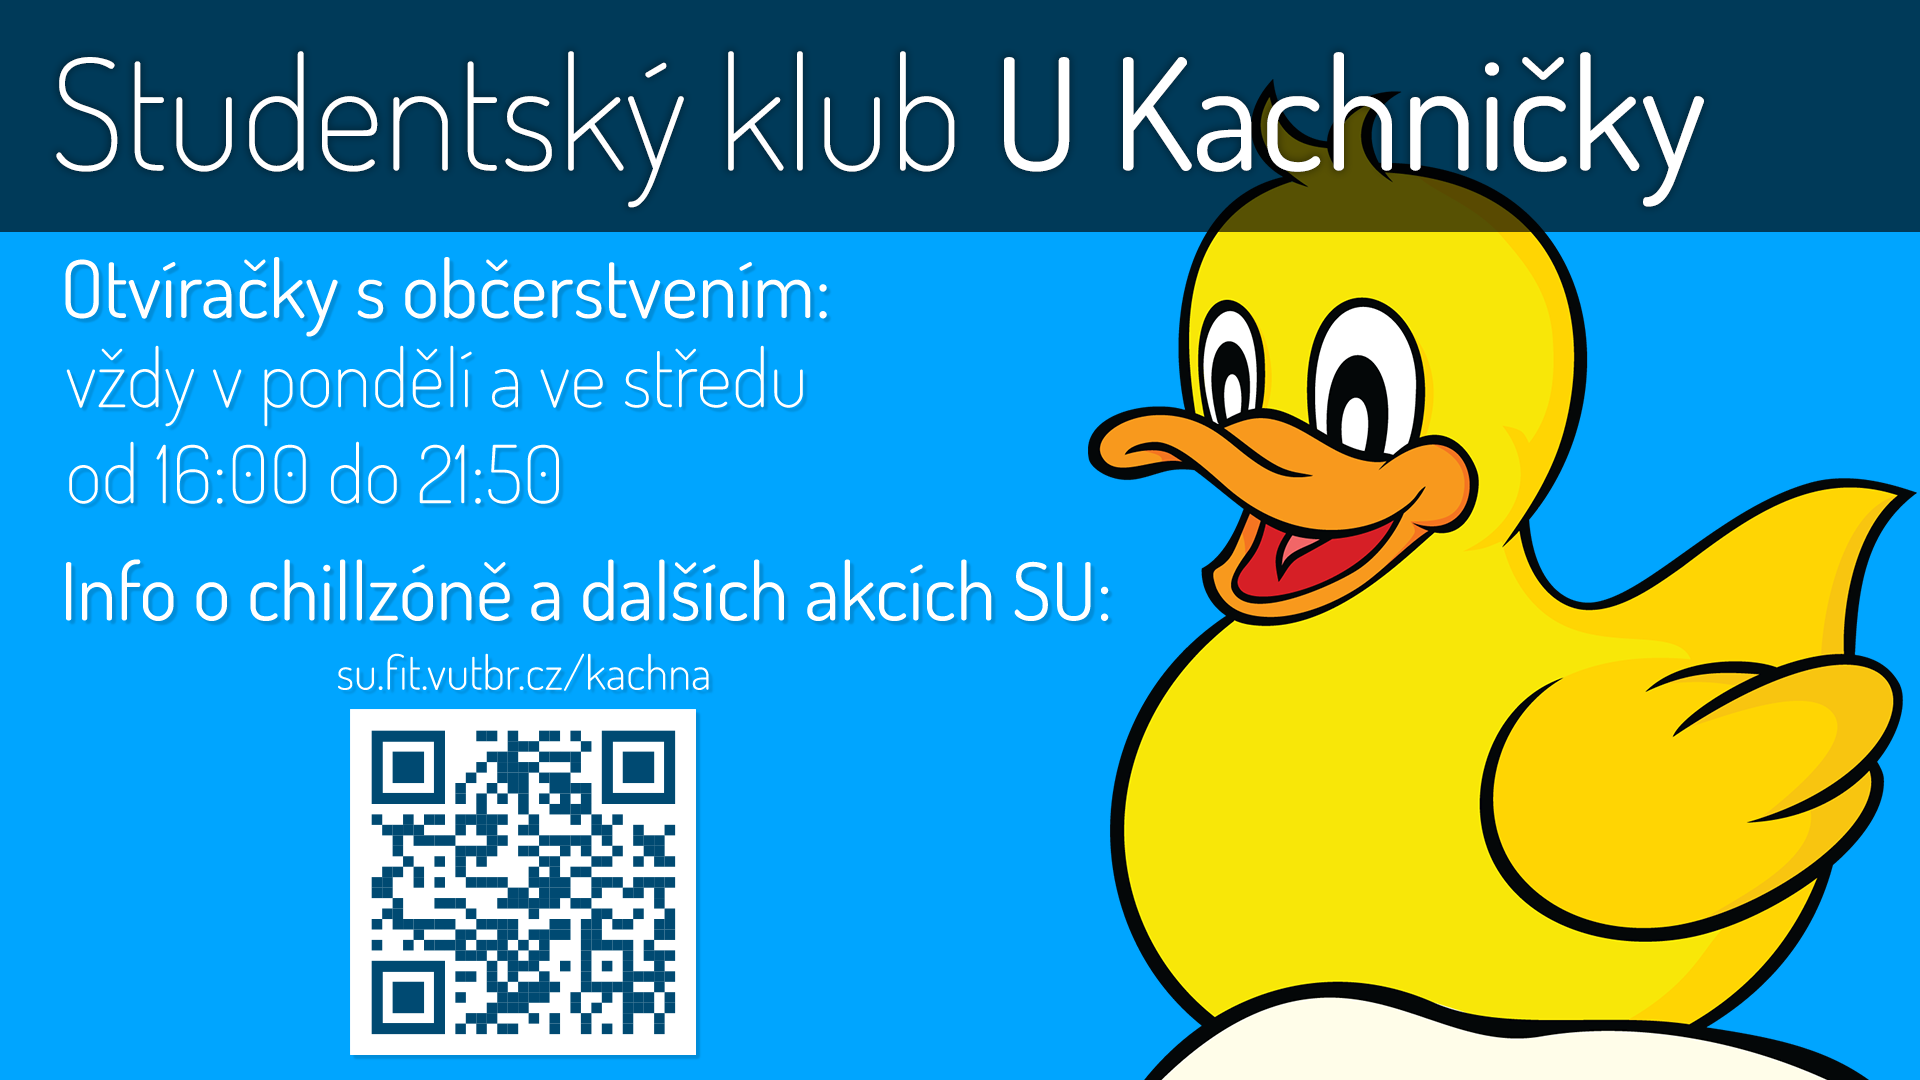 Studentský klub U Kachničky
Otvíračky s občerstvením:
vždy v pondělí a ve středu
od 16:00 do 21:50
Info o chillzóně a dalších akcích SU:
su.fit.vutbr.cz/kachna